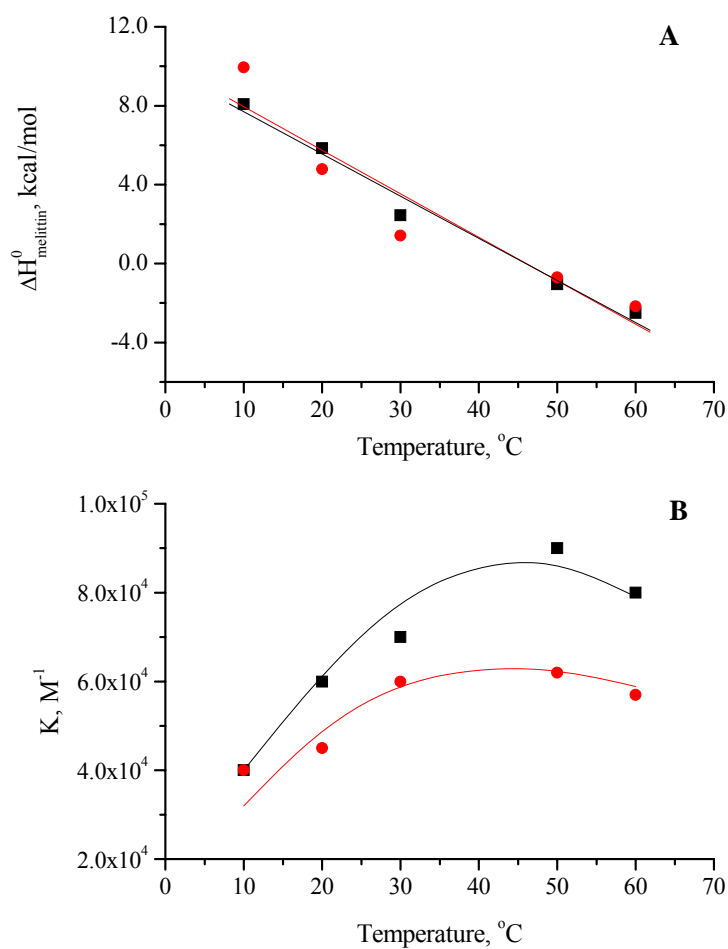 A
12.0
8.0
4.0
0.0
-4.0
ΔH⁰melittin, kcal/mol
0 10 20 30 40 50 60 70
Temperature, °C
B
1.0x10⁵
8.0x10⁴
6.0x10⁴
4.0x10⁴
2.0x10⁴
K, M⁻¹
0 10 20 30 40 50 60 70
Temperature, °C